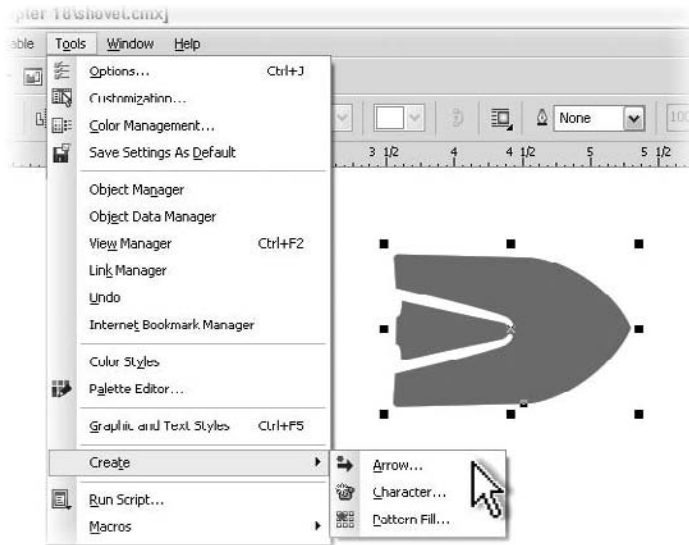 pter 18\shovel.cmx]
able Tools Window Help
Options... Ctrl+J
Customization...
Color Management...
None
100
Save Settings As Default
3 1/2 4 4 1/2 5 5 1/2
Object Manager
Object Data Manager
View Manager Ctrl+F2
Link Manager
Undo
Internet Bookmark Manager
Color Styles
Palette Editor...
Graphic and Text Styles Ctrl+F5
Create
Arrow...
Character...
Run Script...
Pattern Fill...
Macros